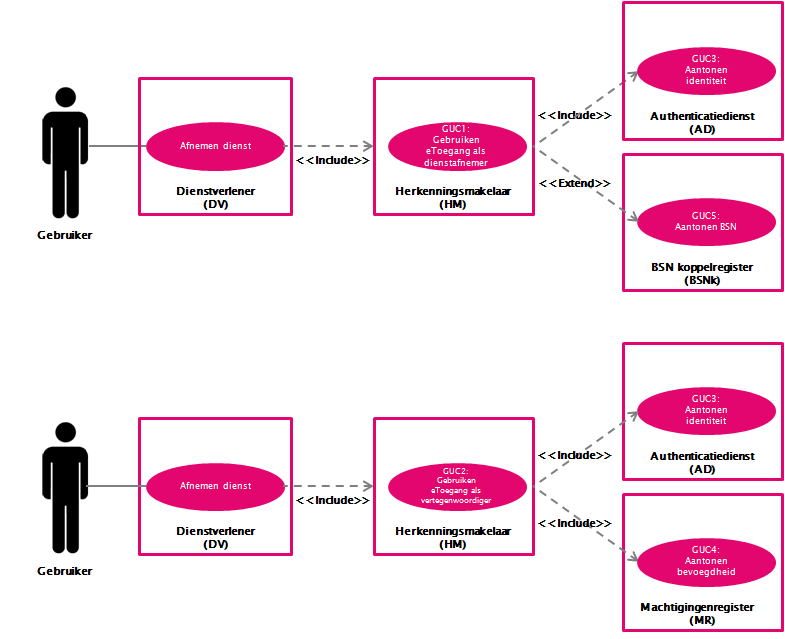 GUC3:
Aantonen
identiteit
Authenticatiedienst
(AD)
<<Include>>
GUC1:
Gebruiken
eToegang als
dienstafnemer
Herkenningsmakelaar
(HM)
Afnemen dienst
<<Include>>
Dienstverlener
(DV)
Gebruiker
<<Extend>>
GUC5:
Aantonen BSN
BSN koppelregister
(BSNk)
GUC3:
Aantonen
identiteit
Authenticatiedienst
(AD)
<<Include>>
GUC2:
Gebruiken
eToegang als
vertegenwoordiger
Herkenningsmakelaar
(HM)
Afnemen dienst
<<Include>>
Dienstverlener
(DV)
Gebruiker
<<Include>>
GUC4:
Aantonen
bevoegdheid
Machtigingenregister
(MR)